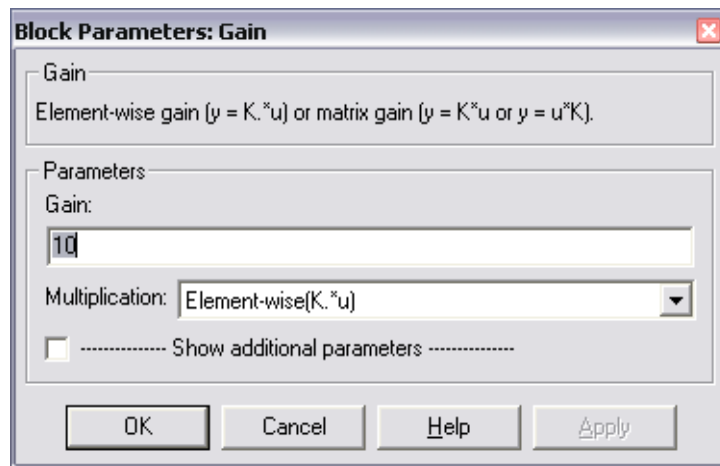 Block Parameters: Gain
Gain
Element-wise gain (y = K.*u) or matrix gain (y = K*u or y = u*K).
Parameters
Gain:
10
Multiplication: Element-wise(K.*u)
-------------- Show additional parameters --------------
OK Cancel Help Apply